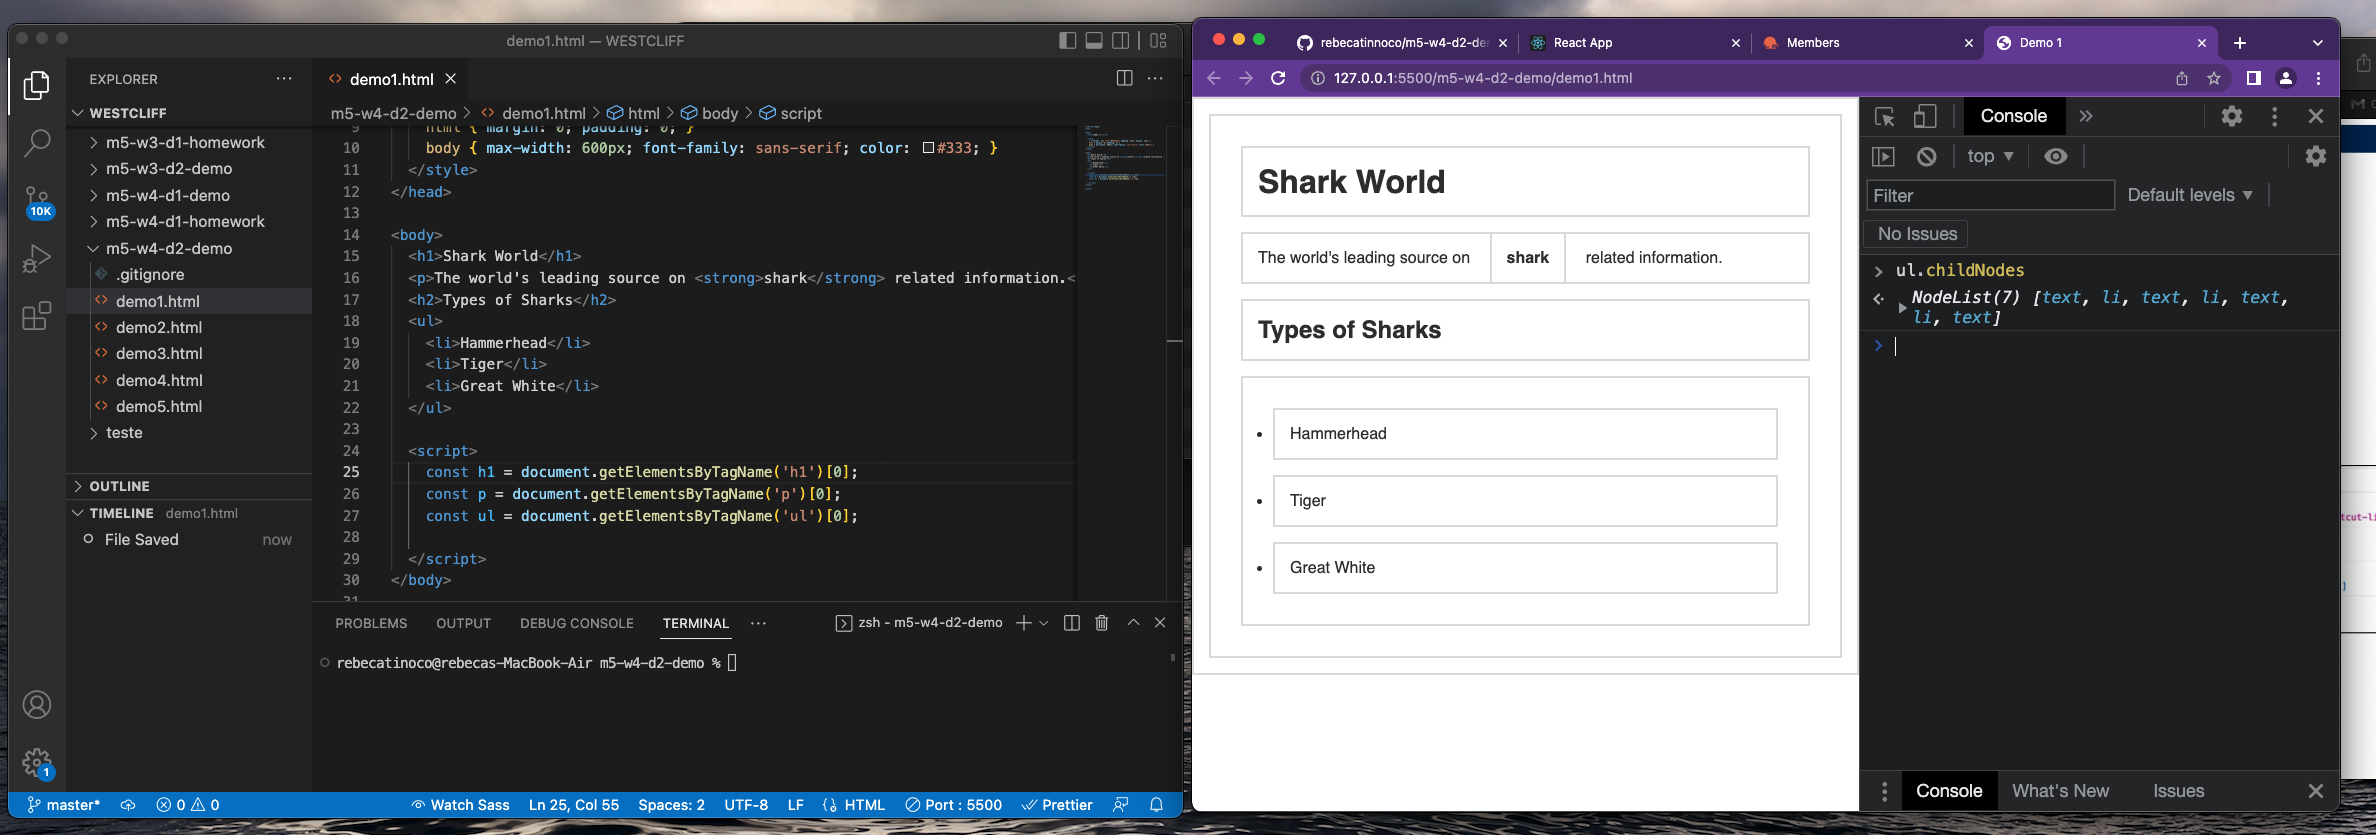 demo1.html — WESTCLIFF
EXPLORER
WESTCLIFF
m5-w3-d1-homework
m5-w3-d2-demo
m5-w4-d1-demo
m5-w4-d1-homework
m5-w4-d2-demo
.gitignore
demo1.html
demo2.html
demo3.html
demo4.html
demo5.html
teste
OUTLINE
TIMELINE demo1.html
File Saved now
10K
1
demo1.html
m5-w4-d2-demo > demo1.html > html > body > script
9 html { margin: 0; padding: 0; }
10 body { max-width: 600px; font-family: sans-serif; color: #333; }
11 </style>
12 </head>
13
14 <body>
15 <h1>Shark World</h1>
16 <p>The world's leading source on <strong>shark</strong> related information.<
17 <h2>Types of Sharks</h2>
18 <ul>
19 <li>Hammerhead</li>
20 <li>Tiger</li>
21 <li>Great White</li>
22 </ul>
23
24 <script>
25 const h1 = document.getElementsByTagName('h1')[0];
26 const p = document.getElementsByTagName('p')[0];
27 const ul = document.getElementsByTagName('ul')[0];
28
29 </script>
30 </body>
31
PROBLEMS OUTPUT DEBUG CONSOLE TERMINAL
zsh - m5-w4-d2-demo
rebecatinoco@rebecas-MacBook-Air m5-w4-d2-demo %
master* 0 0 Watch Sass Ln 25, Col 55 Spaces: 2 UTF-8 LF HTML Port : 5500 Prettier
rebecatinnoco/m5-w4-d2-der
React App
Members
Demo 1
127.0.0.1:5500/m5-w4-d2-demo/demo1.html
Shark World
The world's leading source on shark related information.
Types of Sharks
Hammerhead
Tiger
Great White
Console
top
Filter
Default levels
No Issues
ul.childNodes
NodeList(7) [text, li, text, li, text,
li, text]
Console What's New Issues
tcut-li